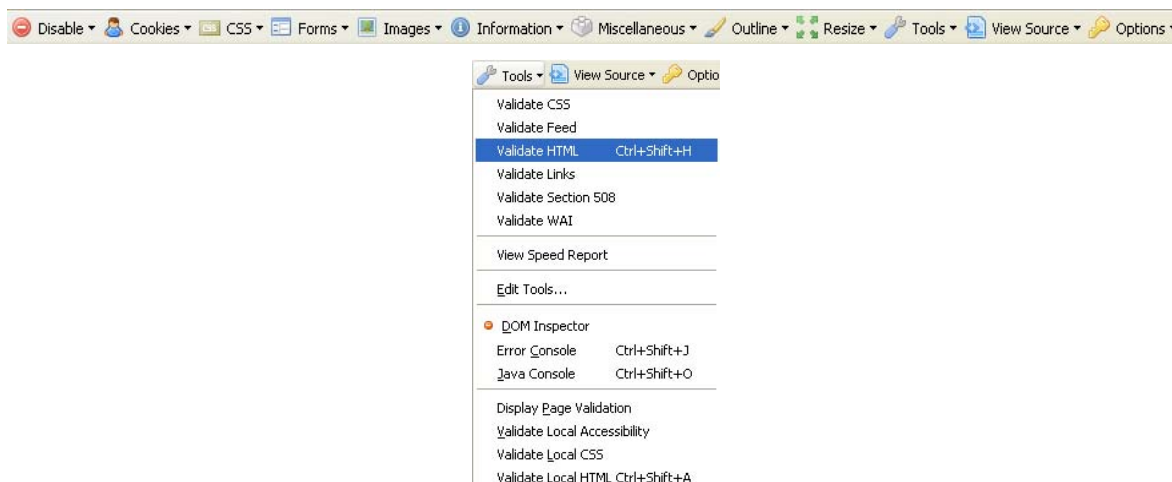 Disable Cookies CSS Forms Images Information Miscellaneous Outline Resize Tools View Source Options
Tools View Source Optio
Validate CSS
Validate Feed
Validate HTML Ctrl+Shift+H
Validate Links
Validate Section 508
Validate WAI
View Speed Report
Edit Tools...
DOM Inspector
Error Console Ctrl+Shift+J
Java Console Ctrl+Shift+O
Display Page Validation
Validate Local Accessibility
Validate Local CSS
Validate Local HTML Ctrl+Shift+A